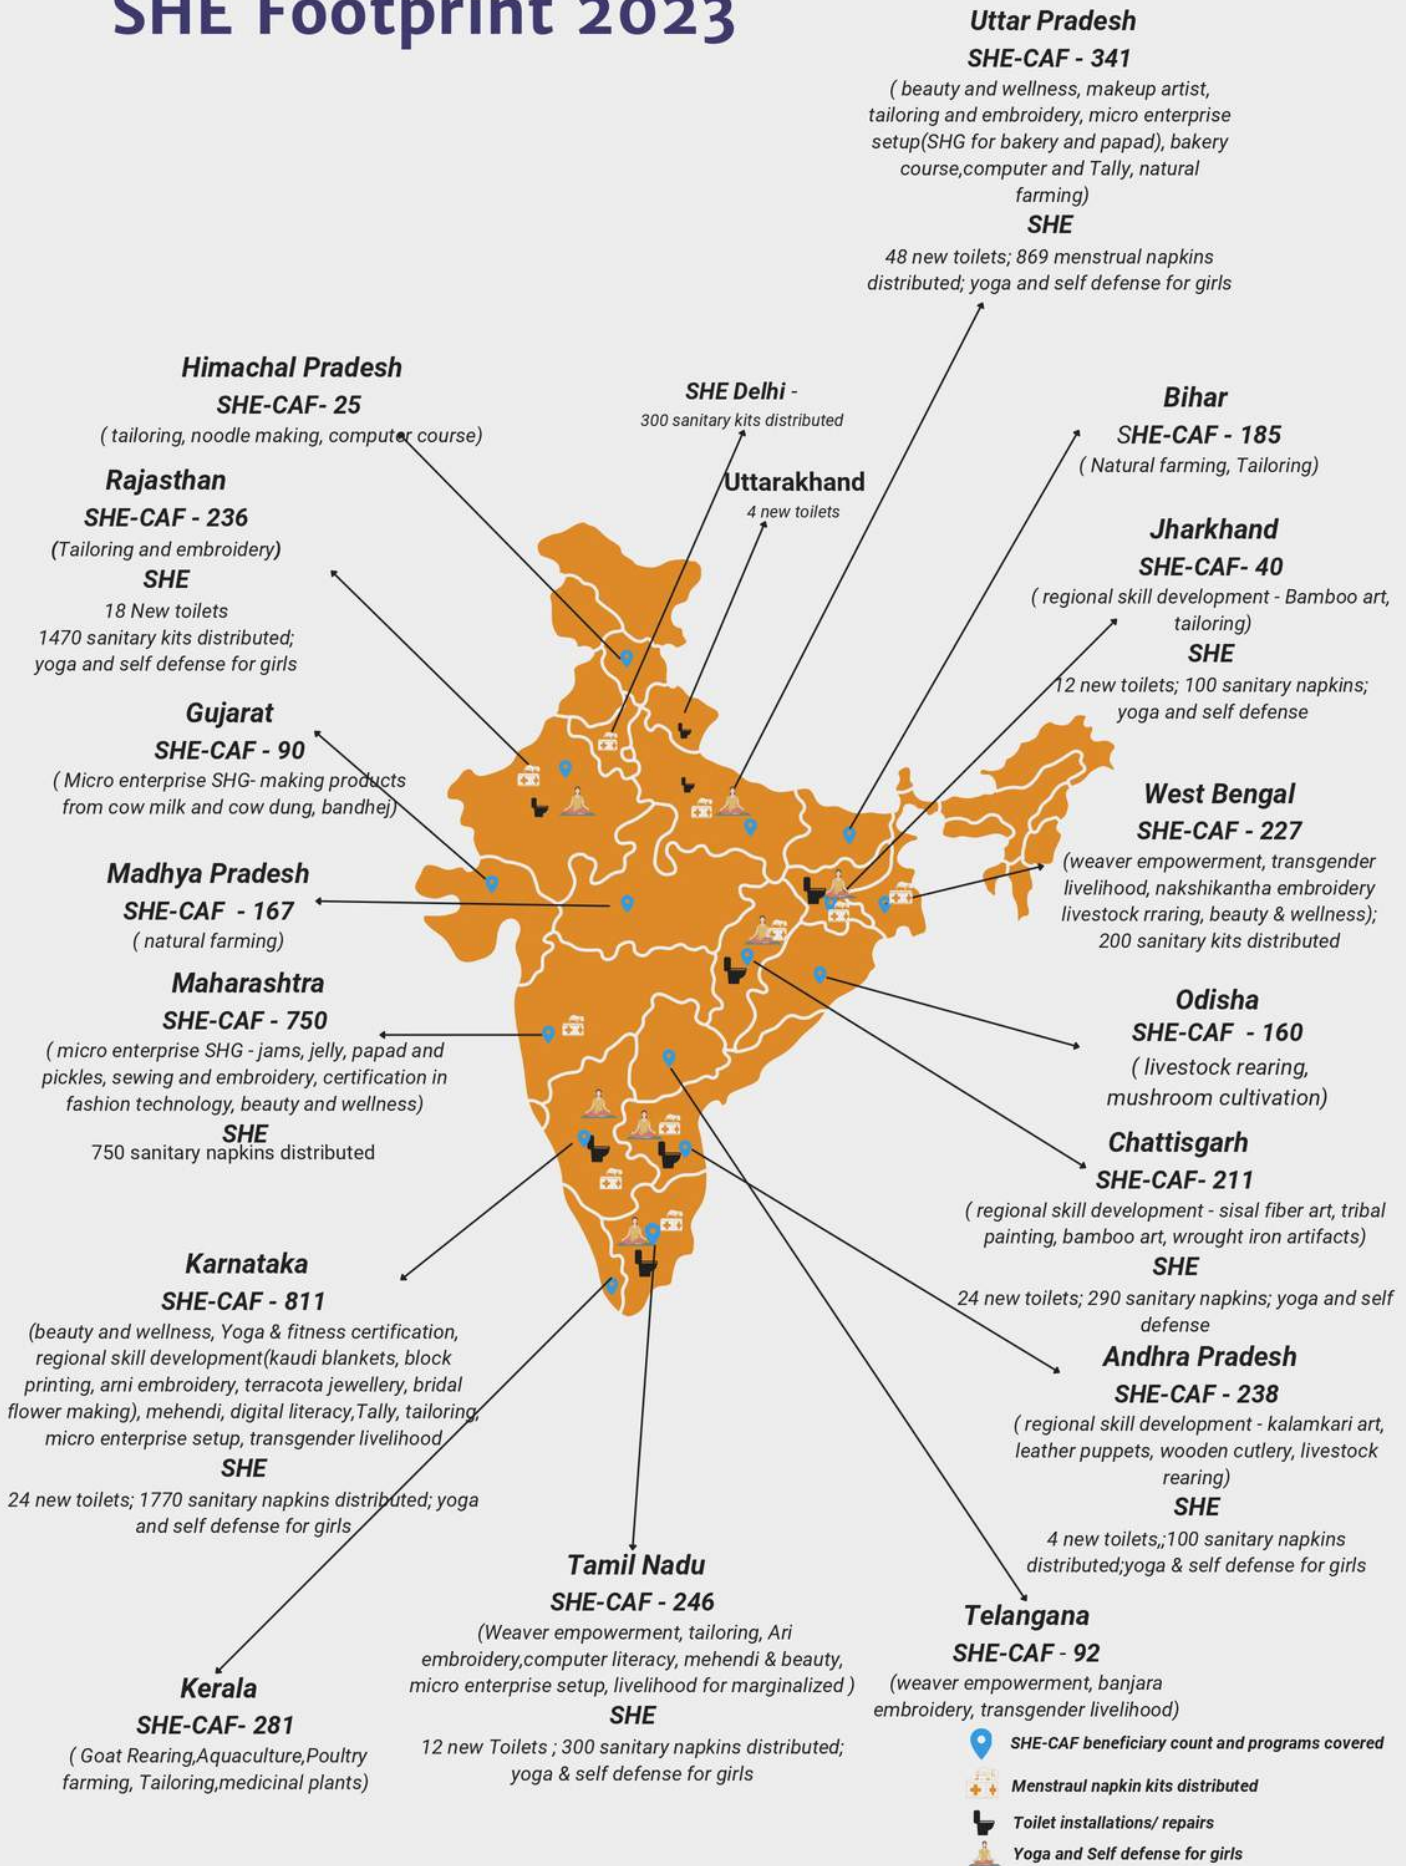 SHE Footprint 2023
Uttar Pradesh
SHE-CAF - 341
( beauty and wellness, makeup artist,
tailoring and embroidery, micro enterprise
setup(SHG for bakery and papad), bakery
course,computer and Tally, natural
farming)
SHE
48 new toilets; 869 menstrual napkins
distributed; yoga and self defense for girls
Himachal Pradesh
SHE-CAF- 25
( tailoring, noodle making, computer course)
SHE Delhi -
300 sanitary kits distributed
Uttarakhand
4 new toilets
Bihar
SHE-CAF - 185
( Natural farming, Tailoring)
Rajasthan
SHE-CAF - 236
(Tailoring and embroidery)
SHE
18 New toilets
1470 sanitary kits distributed;
yoga and self defense for girls
Jharkhand
SHE-CAF- 40
( regional skill development - Bamboo art,
tailoring)
SHE
12 new toilets; 100 sanitary napkins;
yoga and self defense
Gujarat
SHE-CAF - 90
( Micro enterprise SHG- making products
from cow milk and cow dung, bandhej)
West Bengal
SHE-CAF - 227
(weaver empowerment, transgender
livelihood, nakshikantha embroidery
livestock rraring, beauty & wellness);
200 sanitary kits distributed
Madhya Pradesh
SHE-CAF - 167
( natural farming)
Maharashtra
SHE-CAF - 750
( micro enterprise SHG - jams, jelly, papad and
pickles, sewing and embroidery, certification in
fashion technology, beauty and wellness)
SHE
750 sanitary napkins distributed
Odisha
SHE-CAF - 160
( livestock rearing,
mushroom cultivation)
Chattisgarh
SHE-CAF- 211
( regional skill development - sisal fiber art, tribal
painting, bamboo art, wrought iron artifacts)
SHE
24 new toilets; 290 sanitary napkins; yoga and self
defense
Karnataka
SHE-CAF - 811
(beauty and wellness, Yoga & fitness certification,
regional skill development(kaudi blankets, block
printing, arni embroidery, terracota jewellery, bridal
flower making), mehendi, digital literacy,Tally, tailoring,
micro enterprise setup, transgender livelihood
SHE
24 new toilets; 1770 sanitary napkins distributed; yoga
and self defense for girls
Andhra Pradesh
SHE-CAF - 238
( regional skill development - kalamkari art,
leather puppets, wooden cutlery, livestock
rearing)
SHE
4 new toilets,;100 sanitary napkins
distributed;yoga & self defense for girls
Tamil Nadu
SHE-CAF - 246
(Weaver empowerment, tailoring, Ari
embroidery,computer literacy, mehendi & beauty,
micro enterprise setup, livelihood for marginalized )
SHE
12 new Toilets ; 300 sanitary napkins distributed;
yoga & self defense for girls
Telangana
SHE-CAF - 92
(weaver empowerment, banjara
embroidery, transgender livelihood)
Kerala
SHE-CAF- 281
( Goat Rearing,Aquaculture,Poultry
farming, Tailoring,medicinal plants)
SHE-CAF beneficiary count and programs covered
Menstraul napkin kits distributed
Toilet installations/ repairs
Yoga and Self defense for girls